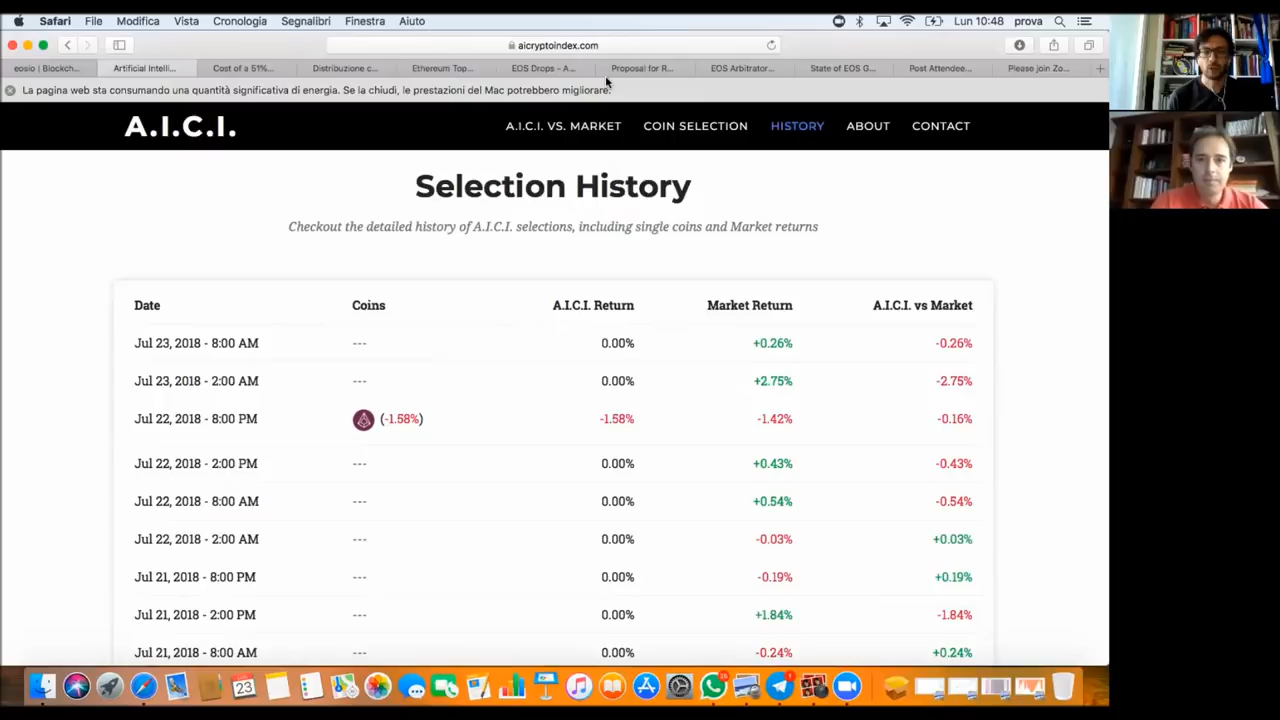 Safari File Modifica Vista Cronologia Segnalibri Finestra Aiuto Lun 10:48 prova
aicryptoindex.com
eosio | Blockch... Artificial Intelli... Cost of a 51%... Distribuzione c... Ethereum Top... EOS Drops - A... Proposal for R... EOS Arbitrator... State of EOS G... Post Attendee... Please join Zo...
La pagina web sta consumando una quantità significativa di energia. Se la chiudi, le prestazioni del Mac potrebbero migliorare.
A.I.C.I. A.I.C.I. VS. MARKET COIN SELECTION HISTORY ABOUT CONTACT
Selection History
Checkout the detailed history of A.I.C.I. selections, including single coins and Market returns
Date Coins A.I.C.I. Return Market Return A.I.C.I. vs Market
Jul 23, 2018 - 8:00 AM --- 0.00% +0.26% -0.26%
Jul 23, 2018 - 2:00 AM --- 0.00% +2.75% -2.75%
Jul 22, 2018 - 8:00 PM (-1.58%) -1.58% -1.42% -0.16%
Jul 22, 2018 - 2:00 PM --- 0.00% +0.43% -0.43%
Jul 22, 2018 - 8:00 AM --- 0.00% +0.54% -0.54%
Jul 22, 2018 - 2:00 AM --- 0.00% -0.03% +0.03%
Jul 21, 2018 - 8:00 PM --- 0.00% -0.19% +0.19%
Jul 21, 2018 - 2:00 PM --- 0.00% +1.84% -1.84%
Jul 21, 2018 - 8:00 AM --- 0.00% -0.24% +0.24%
23